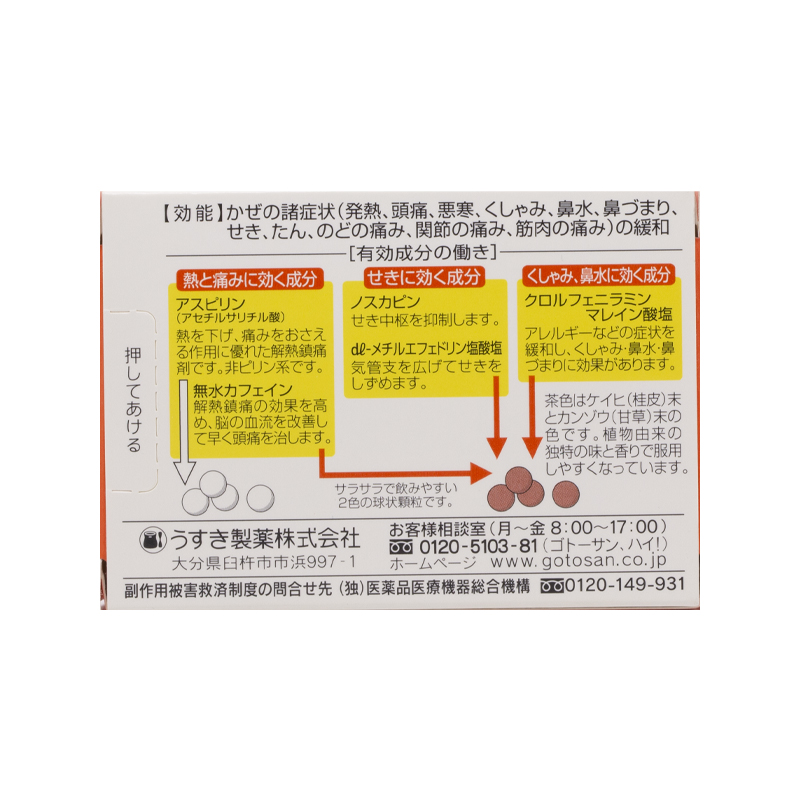 【効能】かぜの諸症状(発熱、頭痛、悪寒、くしゃみ、鼻水、鼻づまり、
せき、たん、のどの痛み、関節の痛み、筋肉の痛み)の緩和
[有効成分の働き]
熱と痛みに効く成分
アスピリン
(アセチルサリチル酸)
熱を下げ、痛みをおさえ
る作用に優れた解熱鎮痛
剤です。非ピリン系です。
無水カフェイン
解熱鎮痛の効果を高
め、脳の血流を改善し
て早く頭痛を治します。
せきに効く成分
ノスカピン
せき中枢を抑制します。
dℓ-メチルエフェドリン塩酸塩
気管支を広げてせきを
しずめます。
くしゃみ、鼻水に効く成分
クロルフェニラミン
マレイン酸塩
アレルギーなどの症状を
緩和し、くしゃみ・鼻水・鼻
づまりに効果があります。
茶色はケイヒ(桂皮)末
とカンゾウ(甘草)末の
色です。植物由来の
独特の味と香りで服用
しやすくなっています。
サラサラで飲みやすい
2色の球状顆粒です。
押してあける
うすき製薬株式会社
大分県臼杵市市浜997-1
お客様相談室(月〜金 8:00〜17:00)
0120-5103-81(ゴトーサン、ハイ!)
ホームページ www.gotosan.co.jp
副作用被害救済制度の問合せ先 (独)医薬品医療機器総合機構 0120-149-931